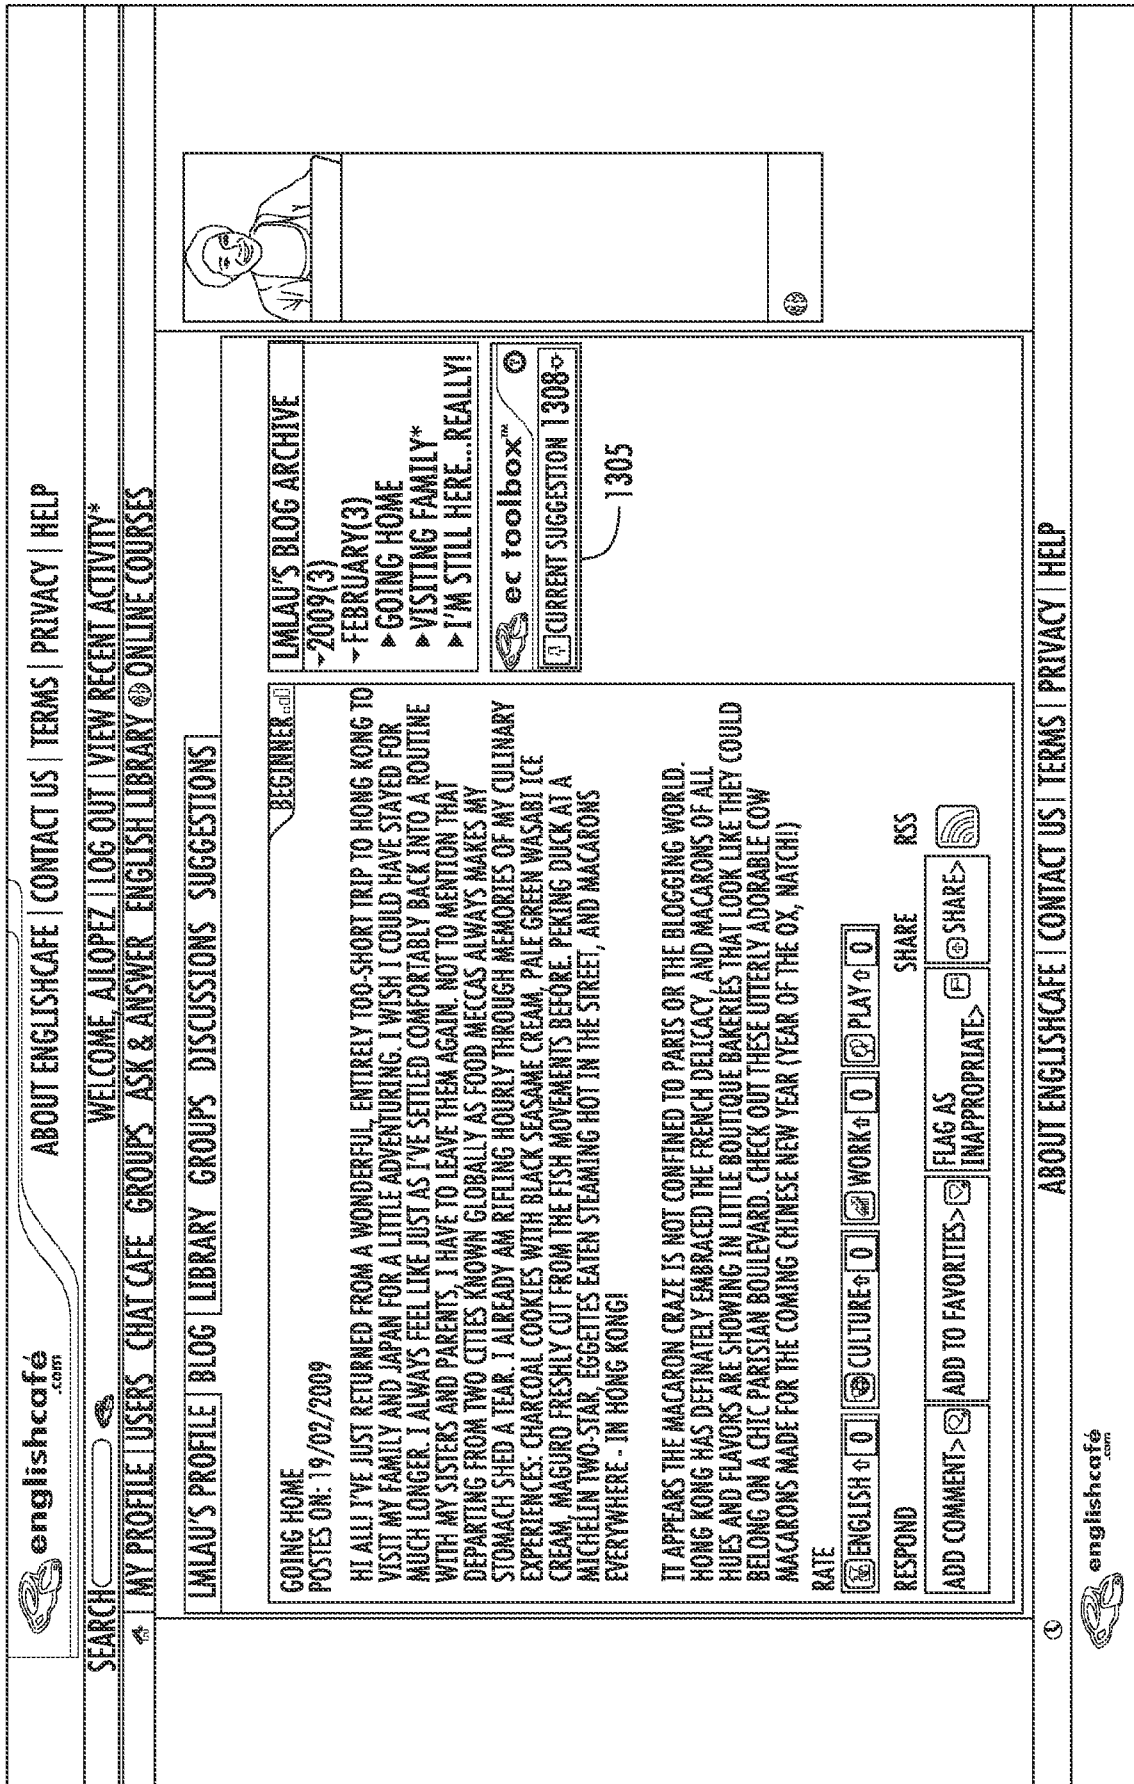 englishcafé
.com
ABOUT ENGLISHCAFE | CONTACT US | TERMS | PRIVACY | HELP
SEARCH
WELCOME, AJLOPEZ | LOG OUT | VIEW RECENT ACTIVITY*
MY PROFILE | USERS CHAT CAFE GROUPS ASK & ANSWER ENGLISH LIBRARY ONLINE COURSES
LMLAU'S PROFILE | BLOG | LIBRARY GROUPS DISCUSSIONS SUGGESTIONS
BEGINNER
GOING HOME
POSTES ON: 19/02/2009
HI ALL! I'VE JUST RETURNED FROM A WONDERFUL, ENTIRELY TOO-SHORT TRIP TO HONG KONG TO
VISIT MY FAMILY AND JAPAN FOR A LITTLE ADVENTURING. I WISH I COULD HAVE STAYED FOR
MUCH LONGER. I ALWAYS FEEL LIKE JUST AS I'VE SETTLED COMFORTABLY BACK INTO A ROUTINE
WITH MY SISTERS AND PARENTS, I HAVE TO LEAVE THEM AGAIN. NOT TO MENTION THAT
DEPARTING FROM TWO CITIES KNOWN GLOBALLY AS FOOD MECCAS ALWAYS MAKES MY
STOMACH SHED A TEAR. I ALREADY AM RIFLING HOURLY THROUGH MEMORIES OF MY CULINARY
EXPERIENCES: CHARCOAL COOKIES WITH BLACK SEASAME CREAM, PALE GREEN WASABI ICE
CREAM, MAGURO FRESHLY CUT FROM THE FISH MOVEMENTS BEFORE. PEKING DUCK AT A
MICHELIN TWO-STAR, EGGETTES EATEN STEAMING HOT IN THE STREET, AND MACARONS
EVERYWHERE - IN HONG KONG!
IT APPEARS THE MACARON CRAZE IS NOT CONFINED TO PARIS OR THE BLOGGING WORLD.
HONG KONG HAS DEFINATELY EMBRACED THE FRENCH DELICACY, AND MACARONS OF ALL
HUES AND FLAVORS ARE SHOWING IN LITTLE BOUTIQUE BAKERIES THAT LOOK LIKE THEY COULD
BELONG ON A CHIC PARISIAN BOULEVARD. CHECK OUT THESE UTTERLY ADORABLE COW
MACARONS MADE FOR THE COMING CHINESE NEW YEAR (YEAR OF THE OX, NATCH!)
RATE
ENGLISH 0 CULTURE 0 WORK 0 PLAY 0
RESPOND SHARE RSS
ADD COMMENT> ADD TO FAVORITES> FLAG AS INAPPROPRIATE> SHARE>
LMLAU'S BLOG ARCHIVE
2009(3)
FEBRUARY(3)
GOING HOME
VISITING FAMILY*
I'M STILL HERE...REALLY!
ec toolbox™
CURRENT SUGGESTION 1308
1305
ABOUT ENGLISHCAFE | CONTACT US | TERMS | PRIVACY | HELP
englishcafé
.com